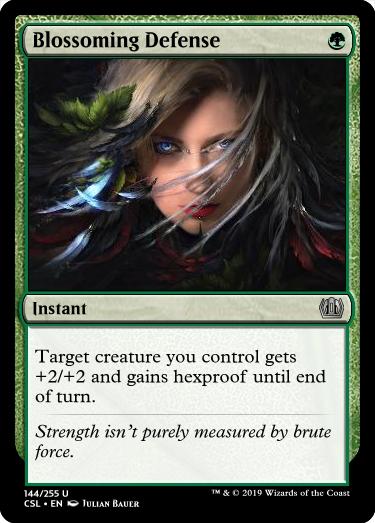 Blossoming Defense
Instant
Target creature you control gets
+2/+2 and gains hexproof until end
of turn.
Strength isn't purely measured by brute
force.
144/255 U
™ & © 2019 Wizards of the Coast
CSL • EN Julian Bauer